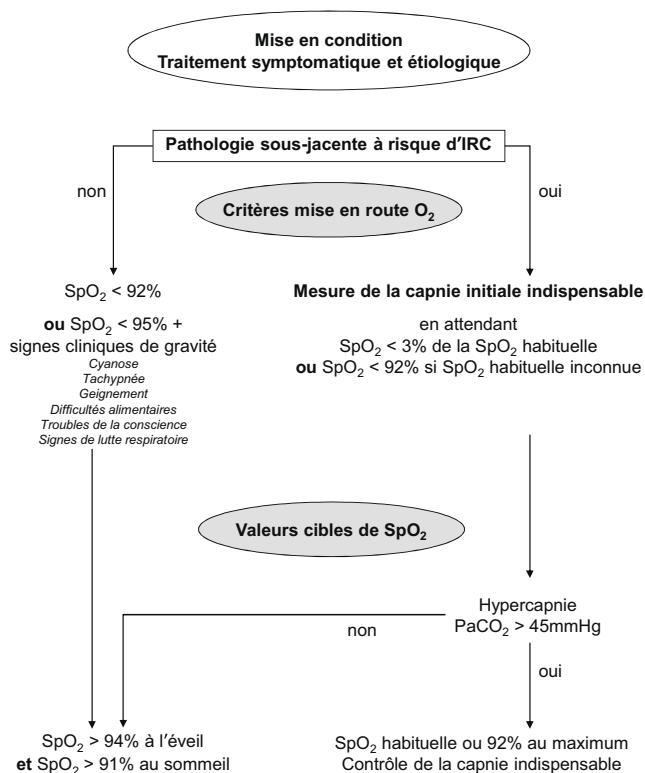 Mise en condition
Traitement symptomatique et étiologique
Pathologie sous-jacente à risque d'IRC
non
oui
Critères mise en route O₂
SpO₂ < 92%
ou SpO₂ < 95% +
signes cliniques de gravité
Cyanose
Tachypnée
Geignement
Difficultés alimentaires
Troubles de la conscience
Signes de lutte respiratoire
Mesure de la capnie initiale indispensable
en attendant
SpO₂ < 3% de la SpO₂ habituelle
ou SpO₂ < 92% si SpO₂ habituelle inconnue
Valeurs cibles de SpO₂
Hypercapnie
PaCO₂ > 45mmHg
non
oui
SpO₂ > 94% à l'éveil
et SpO₂ > 91% au sommeil
SpO₂ habituelle ou 92% au maximum
Contrôle de la capnie indispensable